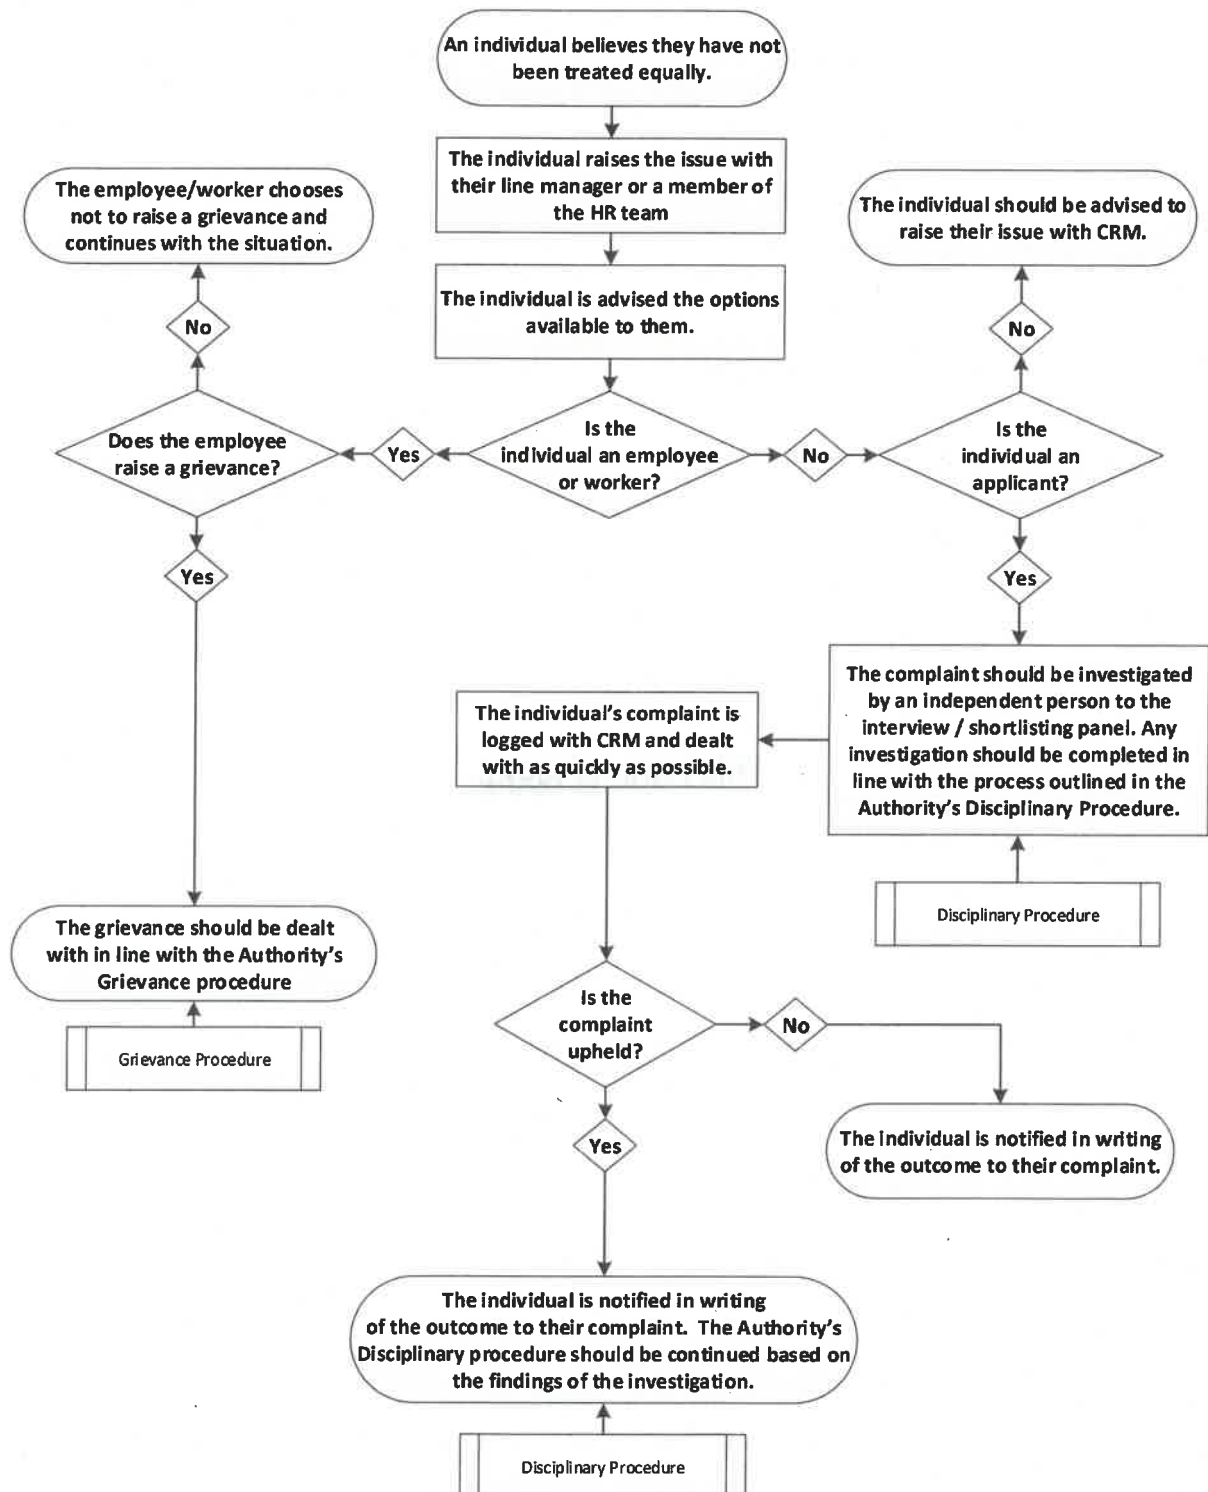 An individual believes they have not
been treated equally.
The individual raises the issue with
their line manager or a member of
the HR team
The employee/worker chooses
not to raise a grievance and
continues with the situation.
The individual should be advised to
raise their issue with CRM.
The individual is advised the options
available to them.
No
No
Does the employee
raise a grievance?
Yes
Is the
individual an employee
or worker?
No
Is the
individual an
applicant?
Yes
Yes
The complaint should be investigated
by an independent person to the
interview / shortlisting panel. Any
investigation should be completed in
line with the process outlined in the
Authority's Disciplinary Procedure.
The individual's complaint is
logged with CRM and dealt
with as quickly as possible.
Disciplinary Procedure
The grievance should be dealt
with in line with the Authority's
Grievance procedure
Grievance Procedure
Is the
complaint
upheld?
No
Yes
The individual is notified in writing
of the outcome to their complaint.
The individual is notified in writing
of the outcome to their complaint. The Authority's
Disciplinary procedure should be continued based on
the findings of the investigation.
Disciplinary Procedure